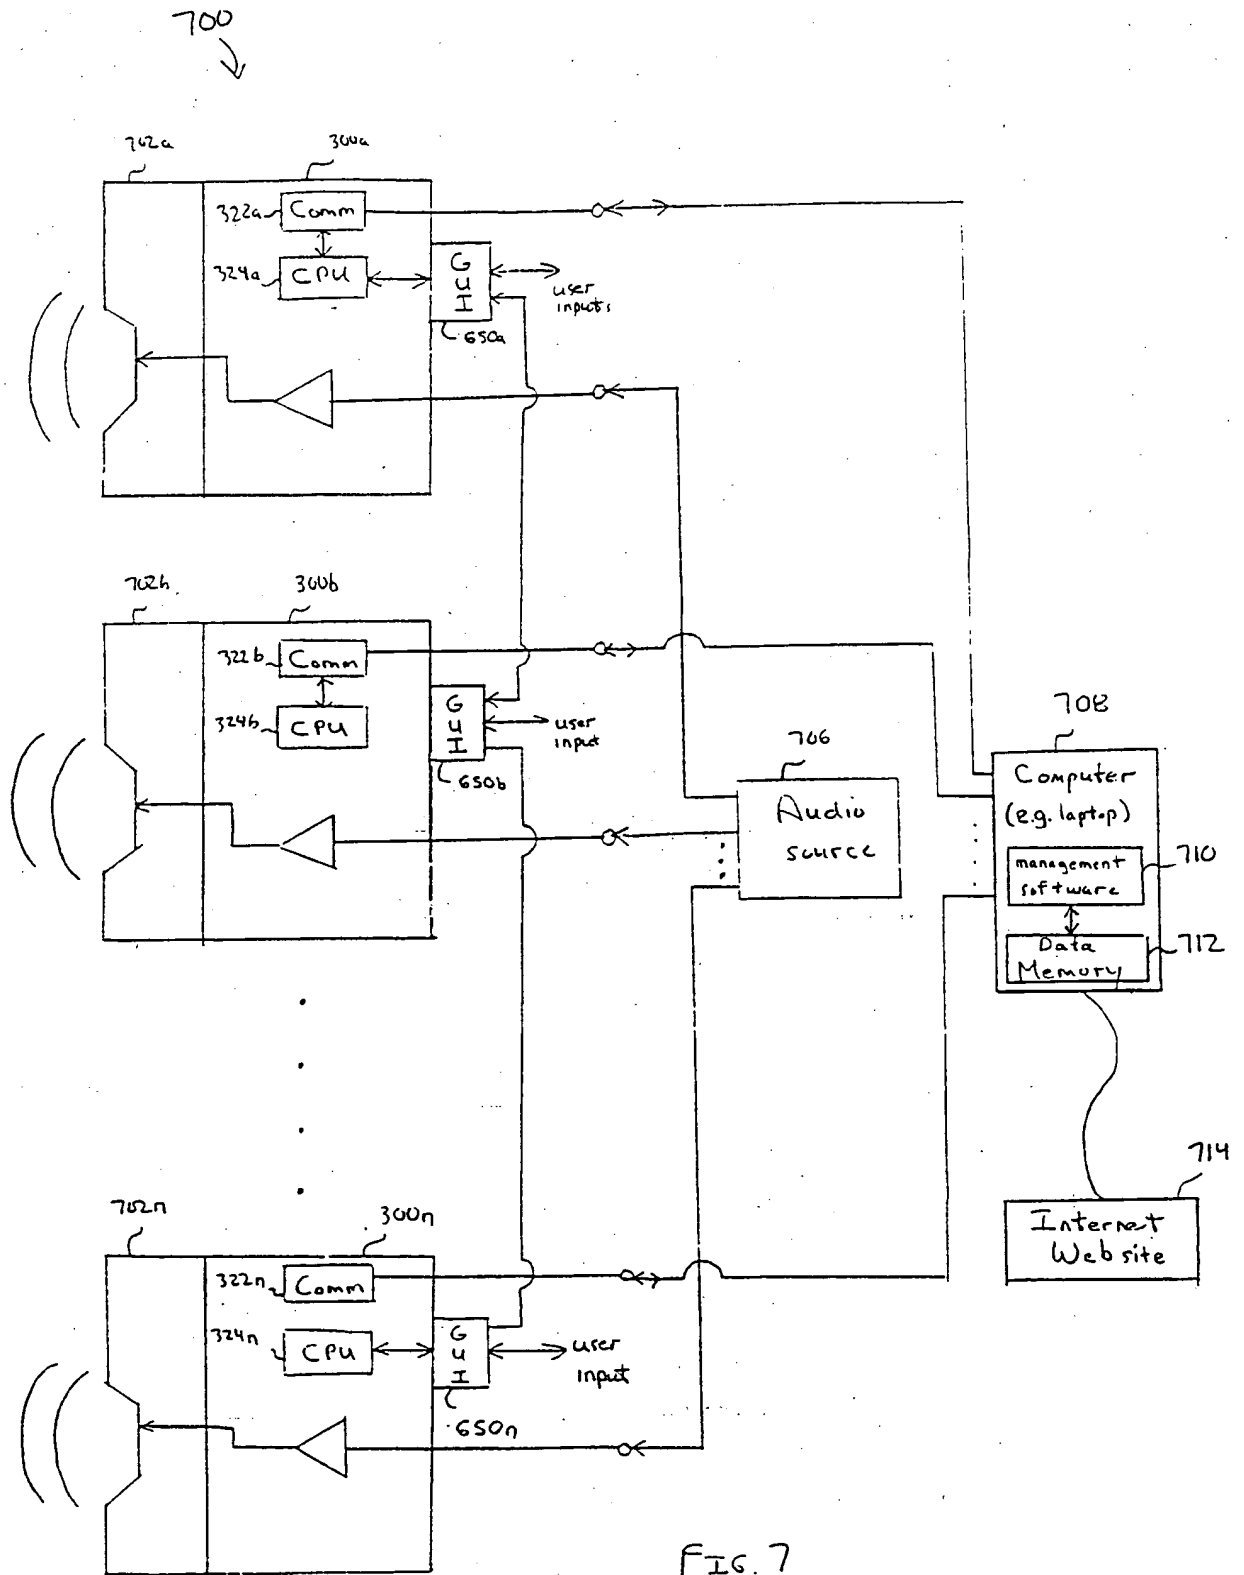 700
702a
300a
322a
Comm
324a
CPU
G
U
I
user
inputs
650a
702b
300b
322b
Comm
324b
CPU
G
U
I
user
input
650b
706
Audio
source
708
Computer
(e.g. laptop)
management
software
710
Data
Memory
712
714
Internet
Website
702n
300n
322n
Comm
324n
CPU
G
U
I
user
input
650n
FIG. 7